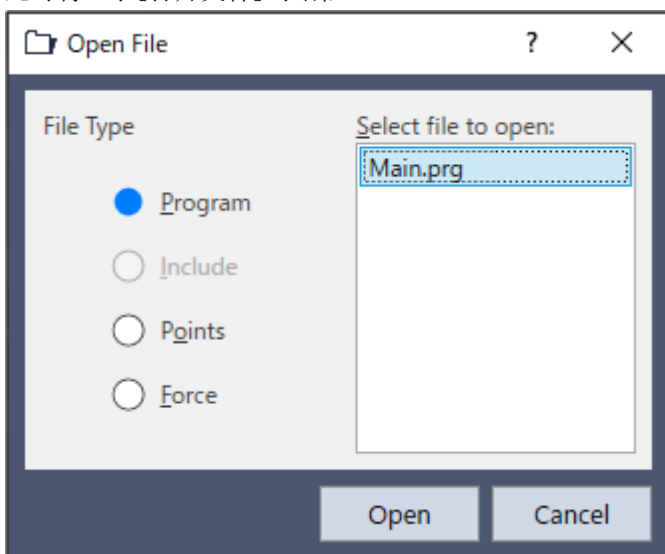 Open File
?
File Type
Select file to open:
Main.prg
Program
Include
Points
Force
Open
Cancel